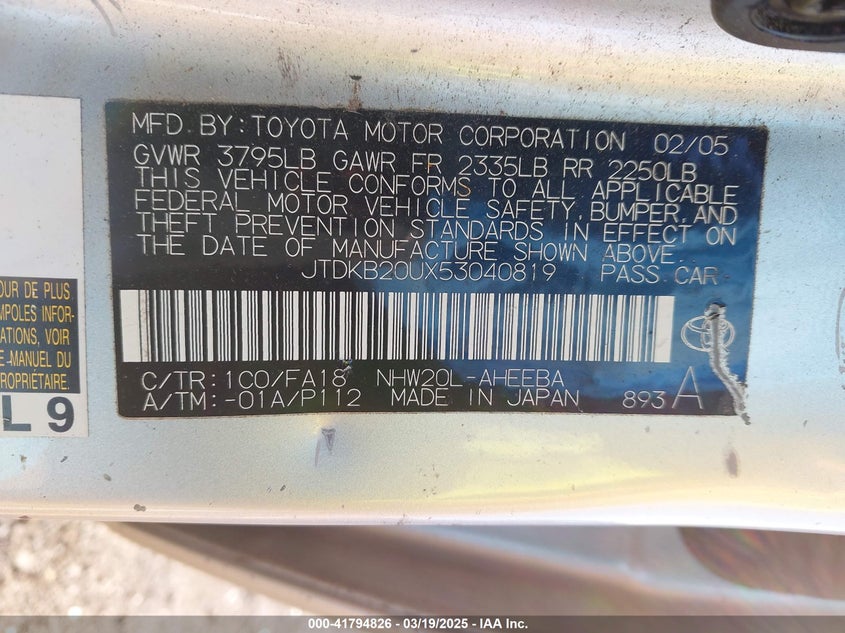 MFD BY: TOYOTA MOTOR CORPORATION 02/05
GVWR 3795LB GAWR FR 2335LB RR 2250LB
THIS VEHICLE CONFORMS TO ALL APPLICABLE
FEDERAL MOTOR VEHICLE SAFETY, BUMPER, AND
THEFT PREVENTION STANDARDS IN EFFECT ON
THE DATE OF MANUFACTURE SHOWN ABOVE.
JTDKB20UX53040819 PASS.CAR
C/TR: 1C0/FA18 NHW20L-AHEEBA
A/TM: -01A/P112 MADE IN JAPAN 893 A
OUR DE PLUS
MPOLES INFOR-
ATIONS, VOIR
E-MANUEL DU
PROPRIÉTAIRE.
L 9
000-41794826 - 03/19/2025 - IAA Inc.